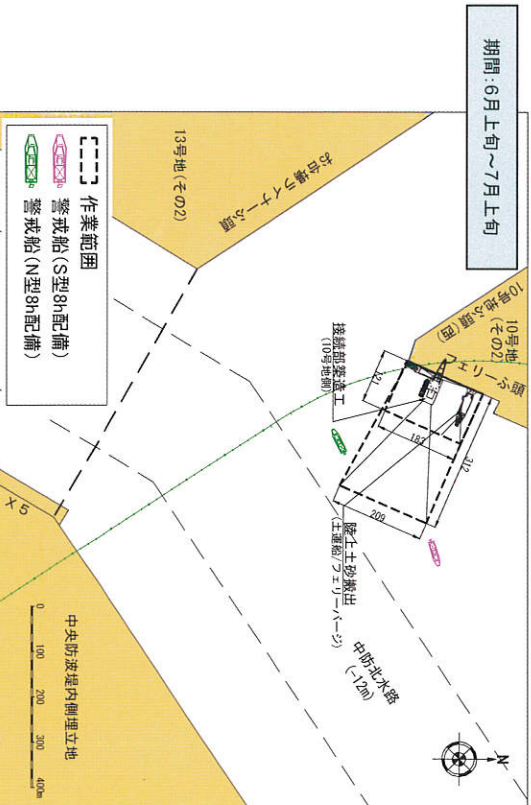 期間:6月上旬～7月上旬
10号地
(その2)
10号地ふ頭(西)
フェリーふ頭
13号地(その2)
お台場ライナーふ頭
接続部築造工
(10号地側)
121
182
212
209
陸上土砂搬出
(土運船/フェリーバージ)
中防北水路
(-12m)
N
作業範囲
警戒船(S型8h配備)
警戒船(N型8h配備)
X5
中央防波堤内側埋立地
0 100 200 300 400m